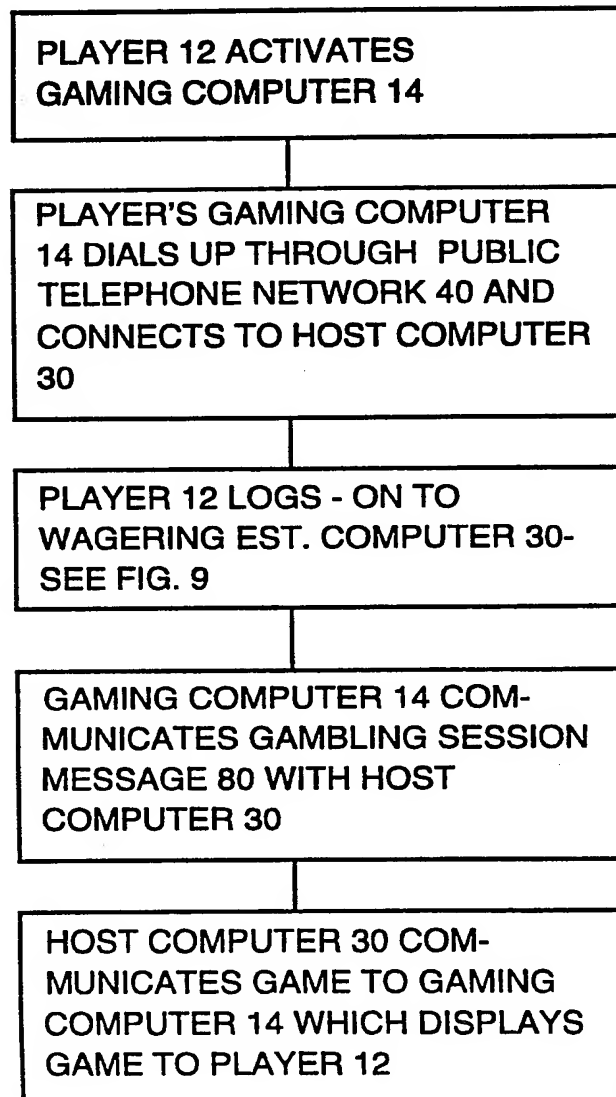 PLAYER 12 ACTIVATES
GAMING COMPUTER 14
PLAYER'S GAMING COMPUTER
14 DIALS UP THROUGH PUBLIC
TELEPHONE NETWORK 40 AND
CONNECTS TO HOST COMPUTER
30
PLAYER 12 LOGS - ON TO
WAGERING EST. COMPUTER 30-
SEE FIG. 9
GAMING COMPUTER 14 COM-
MUNICATES GAMBLING SESSION
MESSAGE 80 WITH HOST
COMPUTER 30
HOST COMPUTER 30 COM-
MUNICATES GAME TO GAMING
COMPUTER 14 WHICH DISPLAYS
GAME TO PLAYER 12